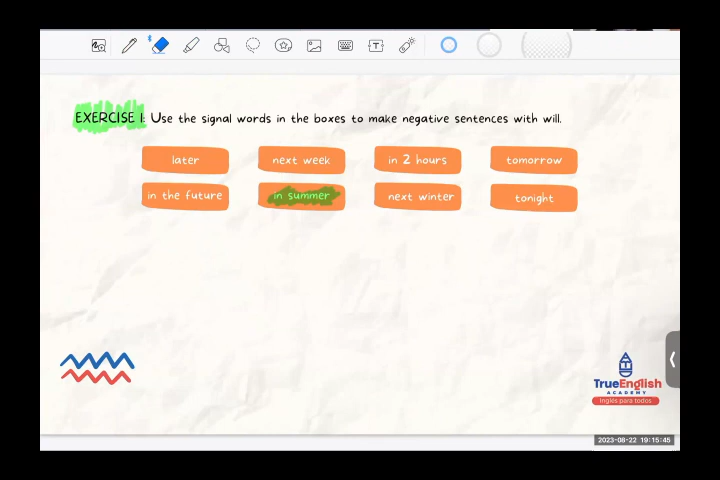 EXERCISE 1: Use the signal words in the boxes to make negative sentences with will.
later next week in 2 hours tomorrow
in the future in summer next winter tonight
TrueEnglish
ACADEMY
Inglés para todos
2023-08-22 19:15:45